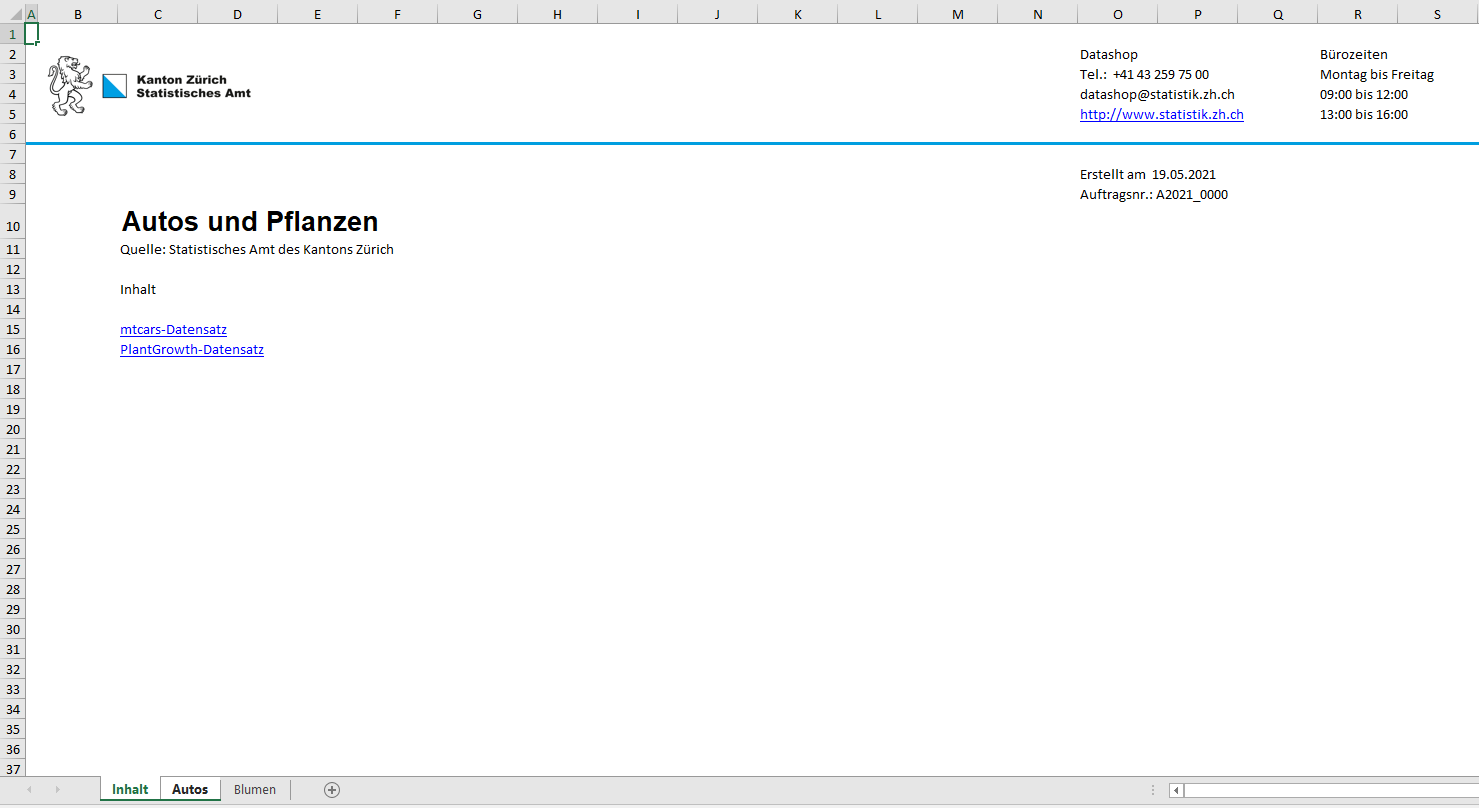 A B C D E F G H I J K L M N O P Q R S
1
2 Datashop Bürozeiten
3 Kanton Zürich Tel.: +41 43 259 75 00 Montag bis Freitag
4 Statistisches Amt datashop@statistik.zh.ch 09:00 bis 12:00
5 http://www.statistik.zh.ch 13:00 bis 16:00
6
7
8 Erstellt am 19.05.2021
9 Auftragsnr.: A2021_0000
10 Autos und Pflanzen
11 Quelle: Statistisches Amt des Kantons Zürich
12
13 Inhalt
14
15 mtcars-Datensatz
16 PlantGrowth-Datensatz
17
18
19
20
21
22
23
24
25
26
27
28
29
30
31
32
33
34
35
36
37
Inhalt Autos Blumen